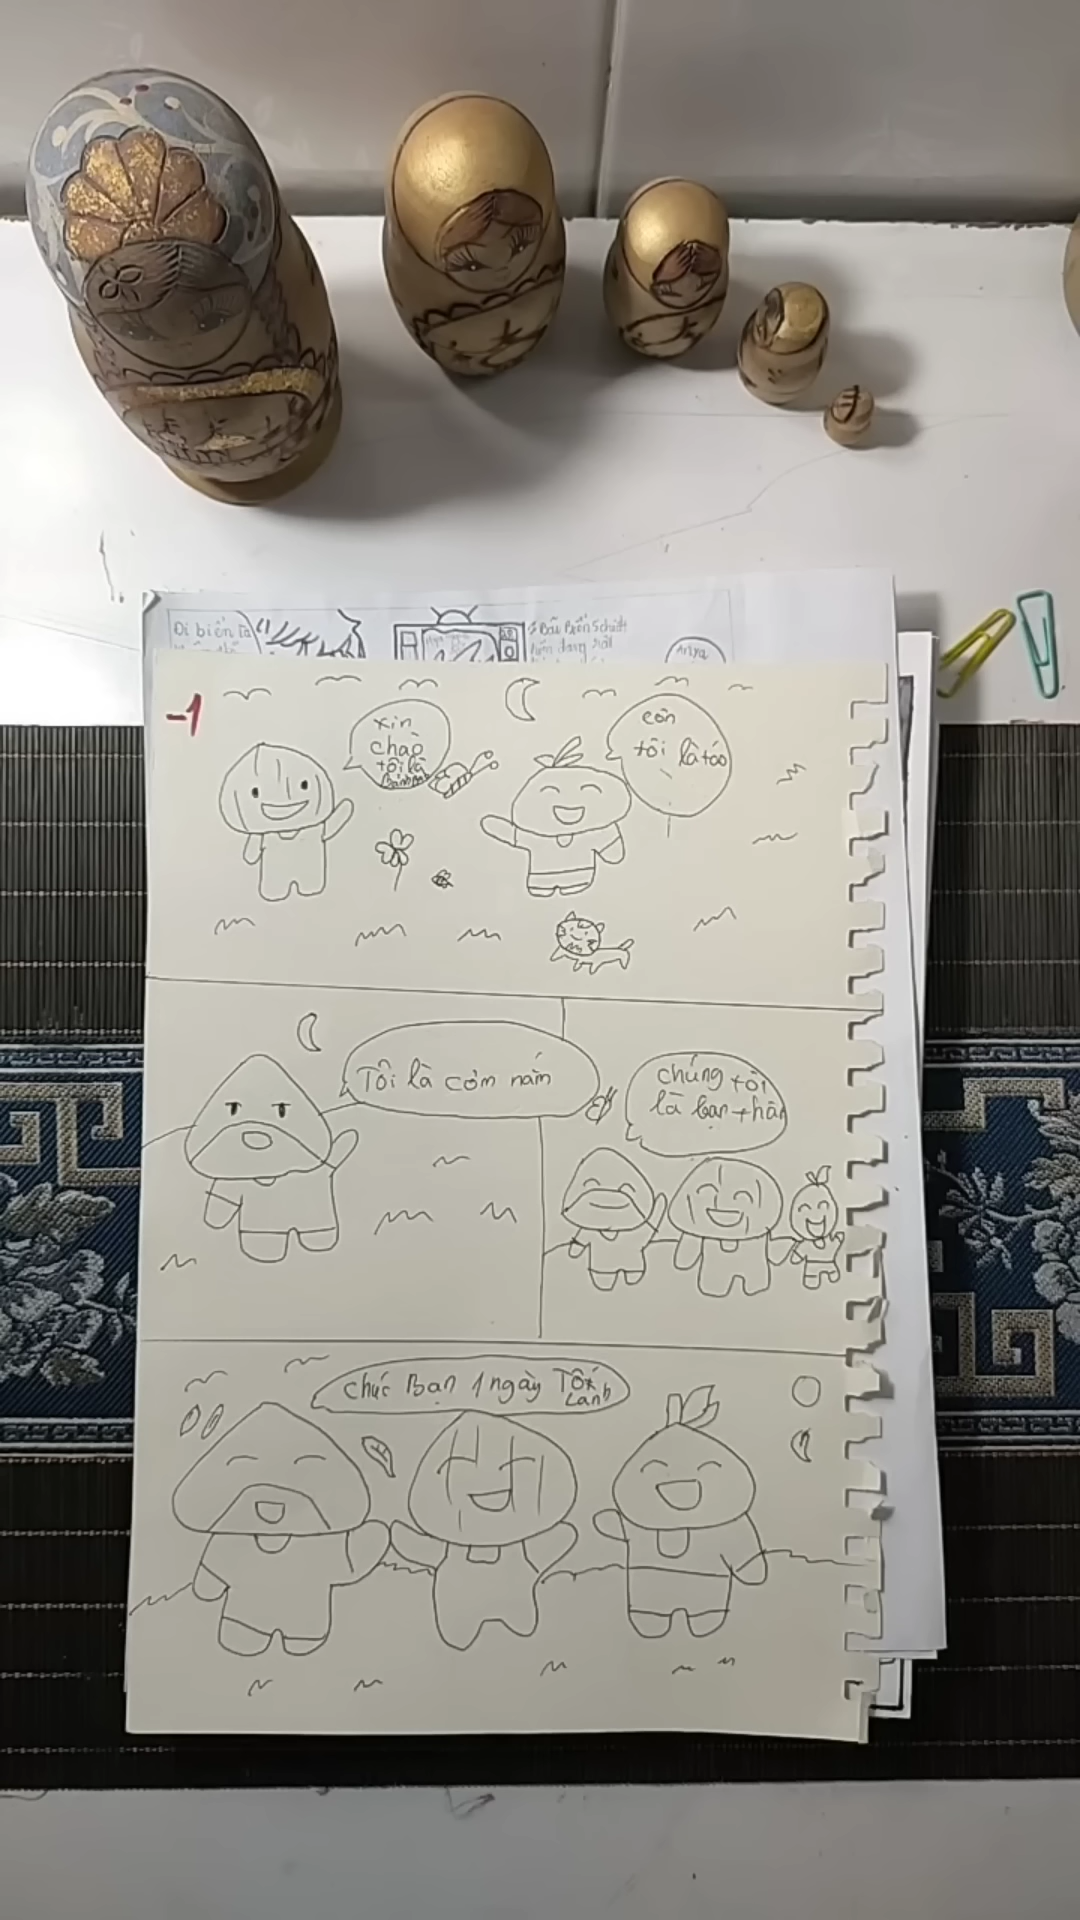 Đi biển
-1
xin
chào
tôi là
còn
tôi là táo
Tôi là cơm nắm
chúng tôi
là bạn thân
chúc Bạn 1 ngày Tốt
Lành